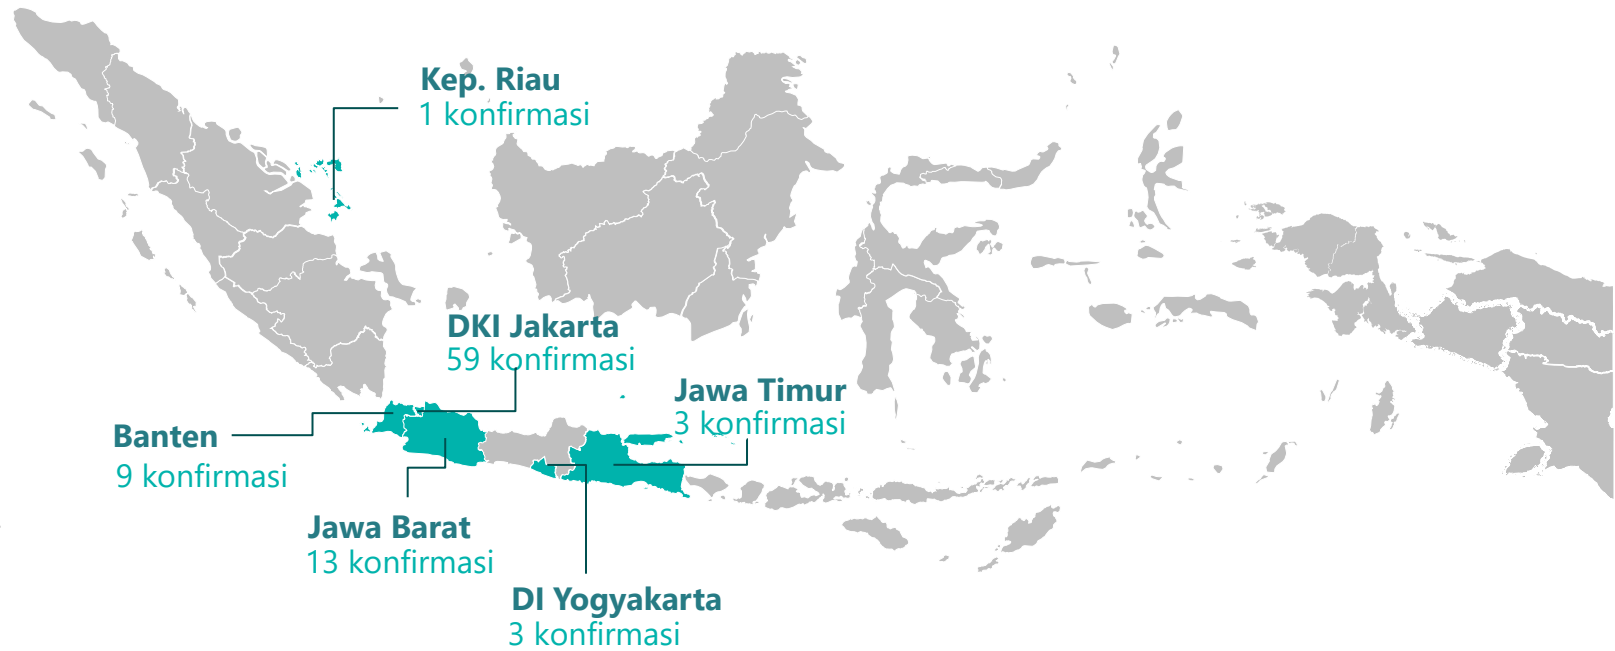 Kep. Riau
1 konfirmasi
DKI Jakarta
59 konfirmasi
Jawa Timur
3 konfirmasi
Banten
9 konfirmasi
Jawa Barat
13 konfirmasi
DI Yogyakarta
3 konfirmasi